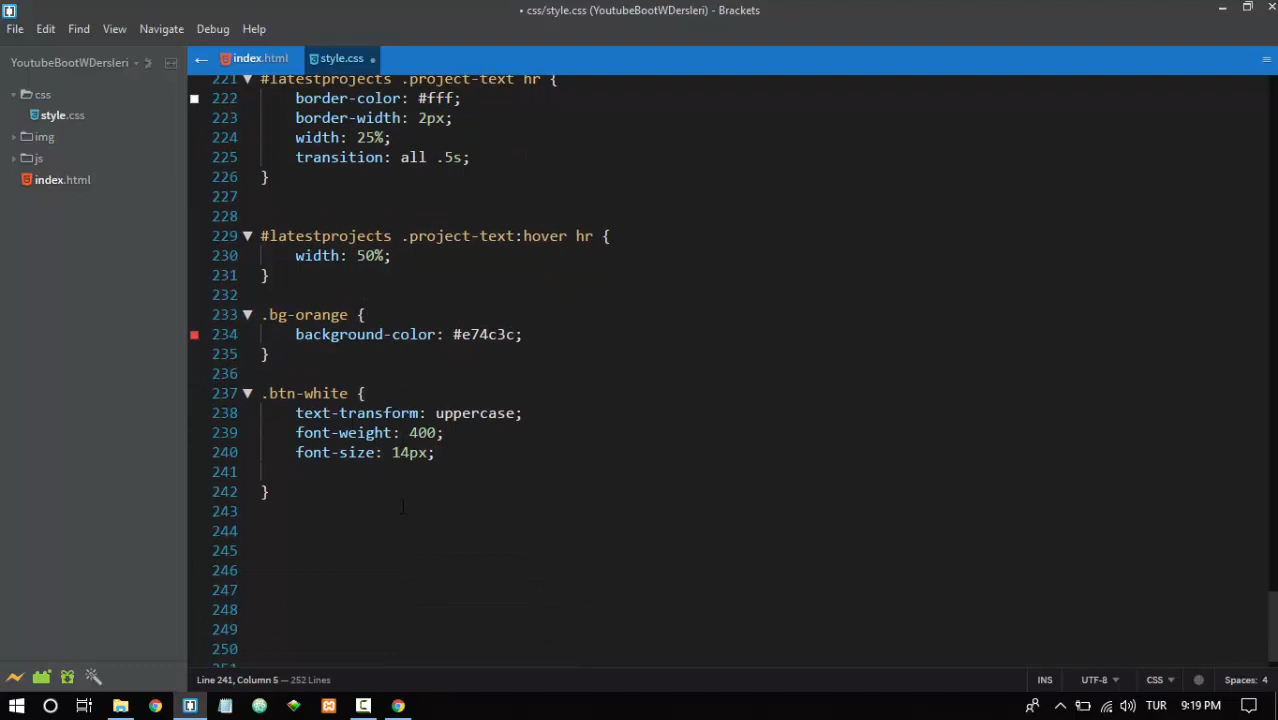 css/style.css (YoutubeBootWDersleri) - Brackets
File Edit Find View Navigate Debug Help
YoutubeBootWDersleri
index.html style.css
css
style.css
img
js
index.html
221 #latestprojects .project-text hr {
222 border-color: #fff;
223 border-width: 2px;
224 width: 25%;
225 transition: all .5s;
226 }
227
228
229 #latestprojects .project-text:hover hr {
230 width: 50%;
231 }
232
233 .bg-orange {
234 background-color: #e74c3c;
235 }
236
237 .btn-white {
238 text-transform: uppercase;
239 font-weight: 400;
240 font-size: 14px;
241
242 }
243
244
245
246
247
248
249
250
251
Line 241, Column 5 — 252 Lines INS UTF-8 CSS Spaces: 4
TUR 9:19 PM